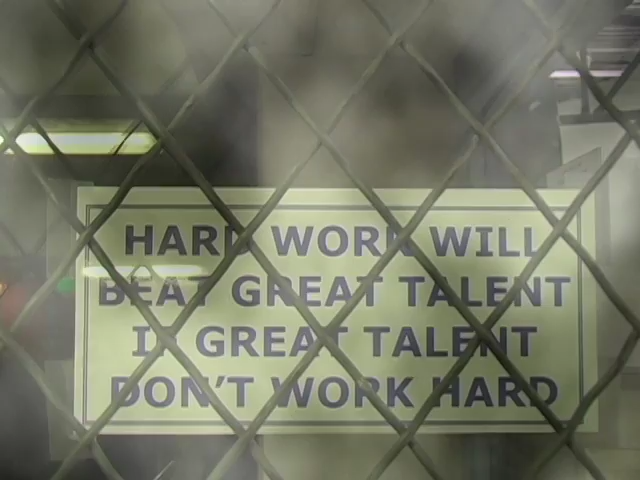 HARD WORK WILL
BEAT GREAT TALENT
IF GREAT TALENT
DON'T WORK HARD